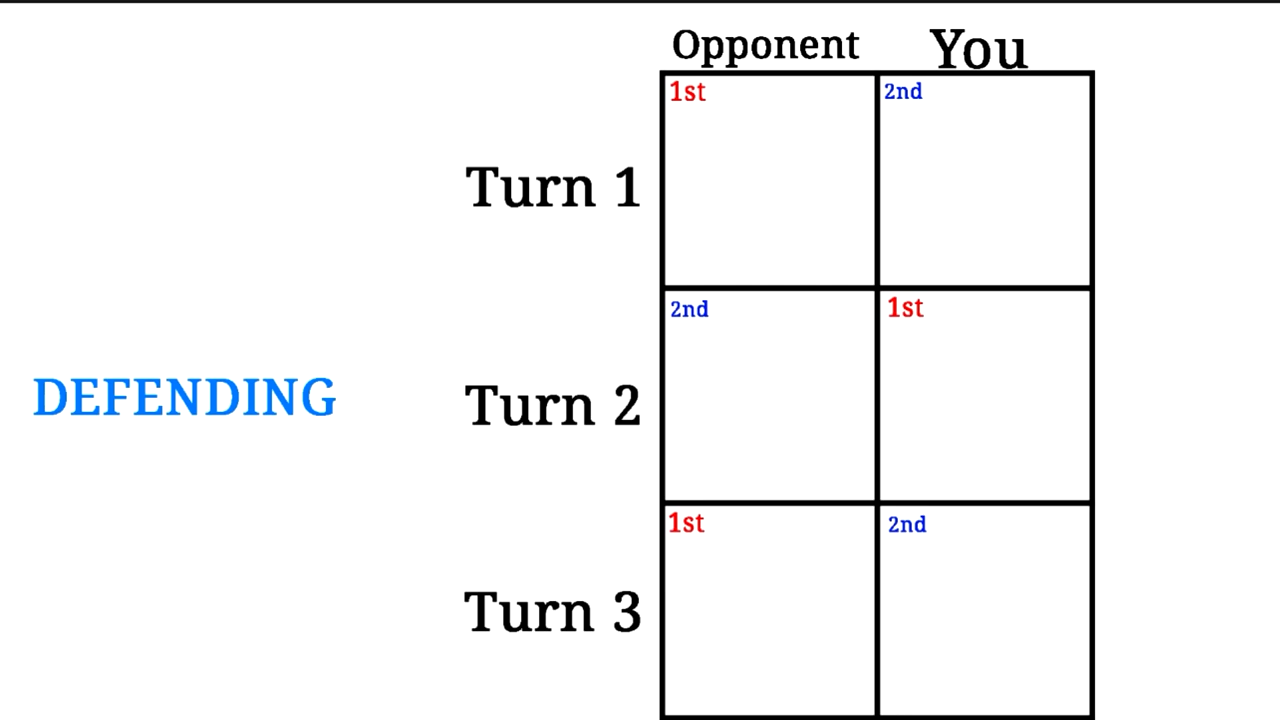 Opponent You
1st 2nd
Turn 1
2nd 1st
DEFENDING Turn 2
1st 2nd
Turn 3